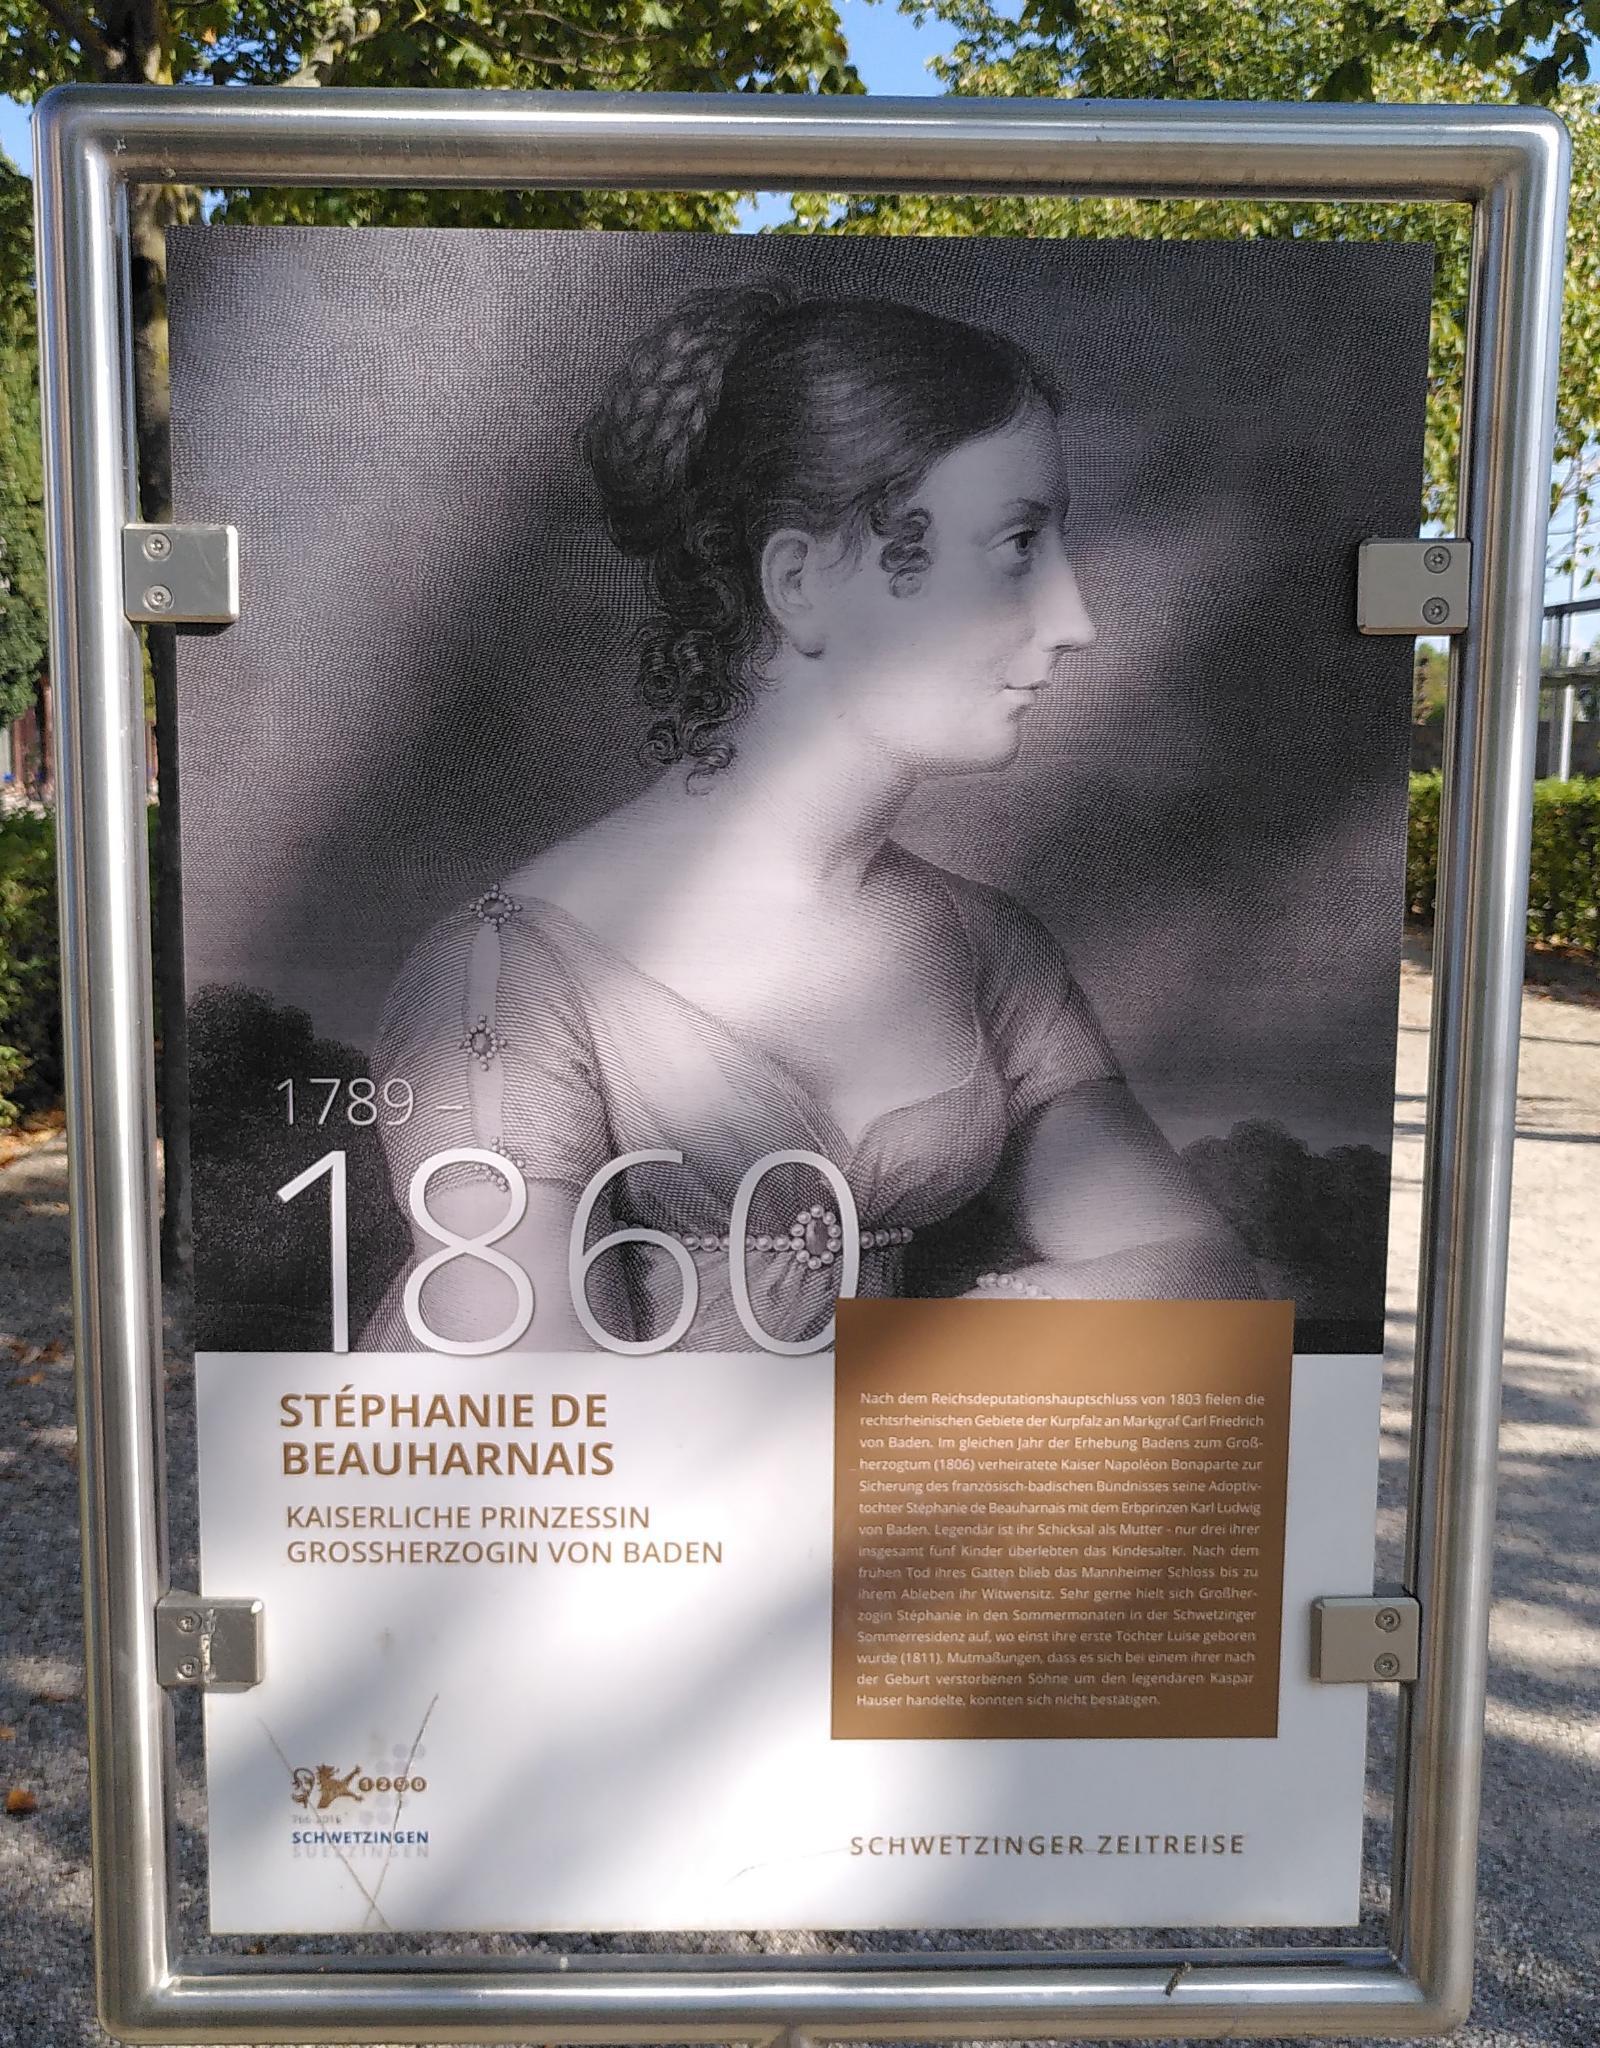 1789 –
1860
STÉPHANIE DE
BEAUHARNAIS
KAISERLICHE PRINZESSIN
GROSSHERZOGIN VON BADEN
Nach dem Reichsdeputationshauptschluss von 1803 fielen die
rechtsrheinischen Gebiete der Kurpfalz an Markgraf Carl Friedrich
von Baden. Im gleichen Jahr der Erhebung Badens zum Groß-
herzogtum (1806) verheiratete Kaiser Napoléon Bonaparte zur
Sicherung des französisch-badischen Bündnisses seine Adoptiv-
tochter Stéphanie de Beauharnais mit dem Erbprinzen Karl Ludwig
von Baden. Legendär ist ihr Schicksal als Mutter - nur drei ihrer
insgesamt fünf Kinder überlebten das Kindesalter. Nach dem
frühen Tod ihres Gatten blieb das Mannheimer Schloss bis zu
ihrem Ableben ihr Witwensitz. Sehr gerne hielt sich Großher-
zogin Stéphanie in den Sommermonaten in der Schwetzinger
Sommerresidenz auf, wo einst ihre erste Tochter Luise geboren
wurde (1811). Mutmaßungen, dass es sich bei einem ihrer nach
der Geburt verstorbenen Söhne um den legendären Kaspar
Hauser handelte, konnten sich nicht bestätigen.
1250
766-2016
SCHWETZINGEN
SUEZZINGEN
SCHWETZINGER ZEITREISE